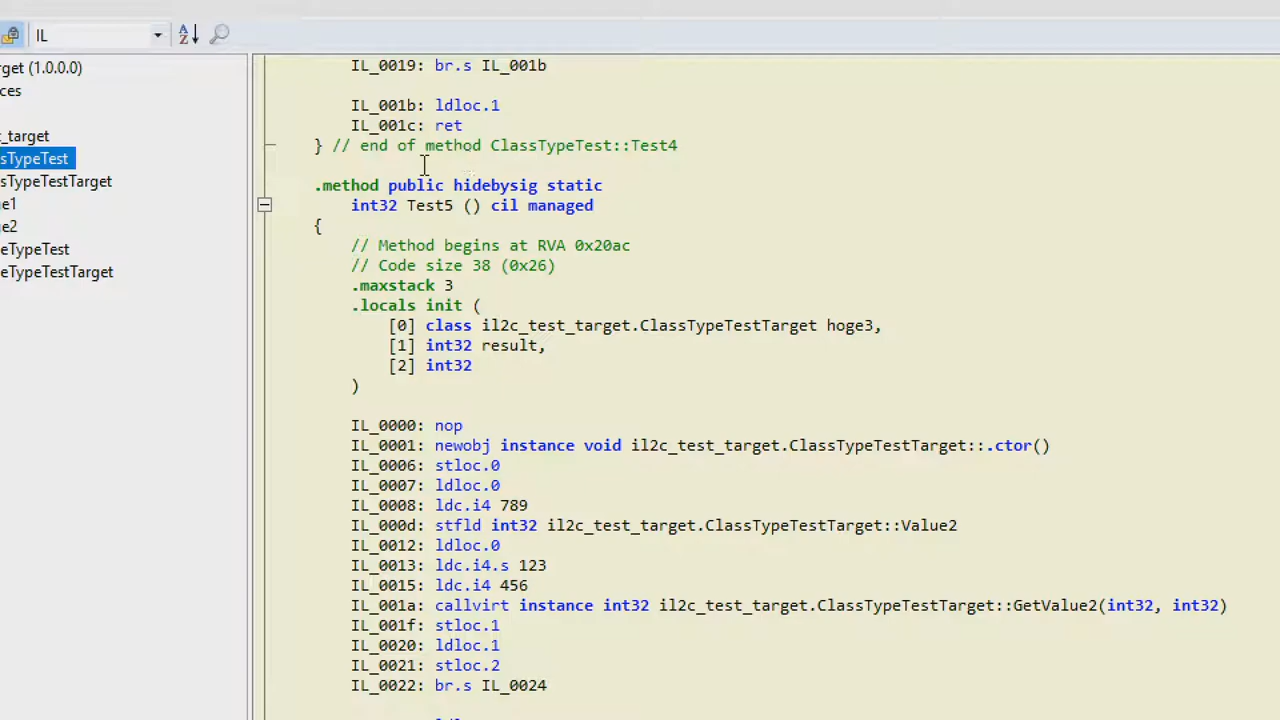 IL
rget (1.0.0.0)
ces
t_target
sTypeTest
sTypeTestTarget
ge1
ge2
eTypeTest
eTypeTestTarget
IL_0019: br.s IL_001b
IL_001b: ldloc.1
IL_001c: ret
} // end of method ClassTypeTest::Test4
.method public hidebysig static
int32 Test5 () cil managed
{
// Method begins at RVA 0x20ac
// Code size 38 (0x26)
.maxstack 3
.locals init (
[0] class il2c_test_target.ClassTypeTestTarget hoge3,
[1] int32 result,
[2] int32
)
IL_0000: nop
IL_0001: newobj instance void il2c_test_target.ClassTypeTestTarget::.ctor()
IL_0006: stloc.0
IL_0007: ldloc.0
IL_0008: ldc.i4 789
IL_000d: stfld int32 il2c_test_target.ClassTypeTestTarget::Value2
IL_0012: ldloc.0
IL_0013: ldc.i4.s 123
IL_0015: ldc.i4 456
IL_001a: callvirt instance int32 il2c_test_target.ClassTypeTestTarget::GetValue2(int32, int32)
IL_001f: stloc.1
IL_0020: ldloc.1
IL_0021: stloc.2
IL_0022: br.s IL_0024